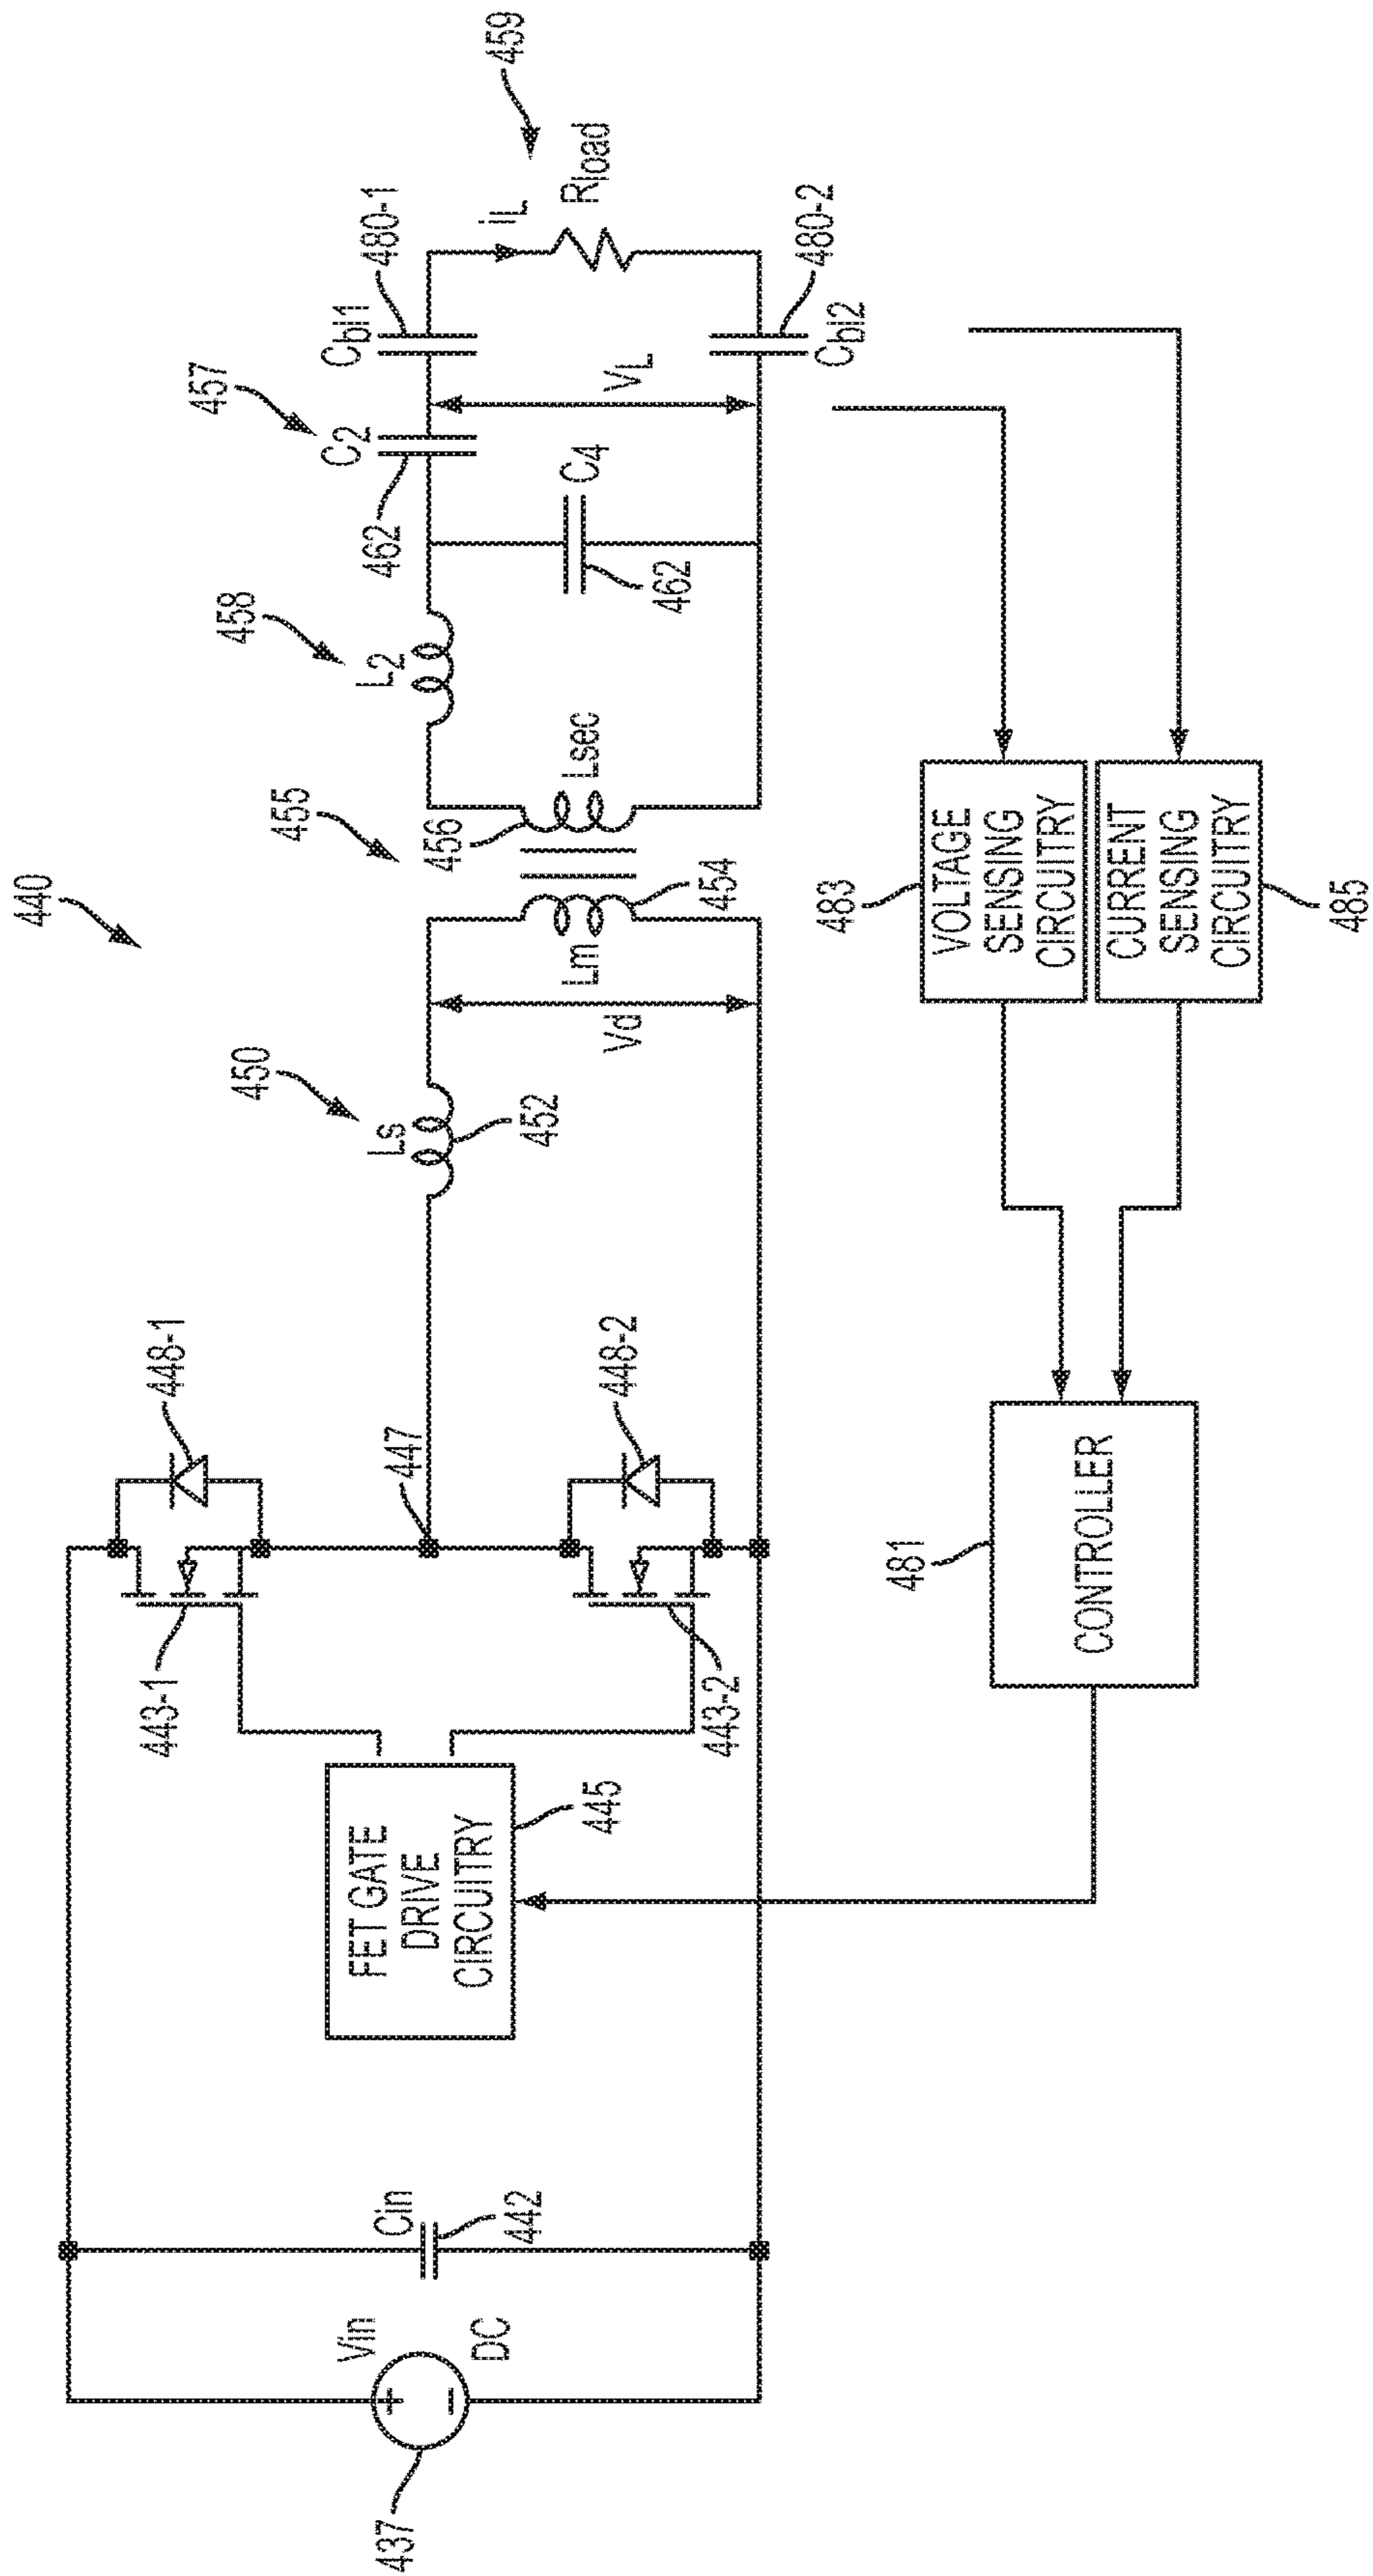 440
459
457
458
455
450
C2
462
Cbl1
480-1
iL
Rload
480-2
Cbl2
VL
C4
462
L2
Lsec
456
454
Lm
Vd
Ls
452
448-1
447
448-2
443-1
443-2
FET GATE
DRIVE
CIRCUITRY
445
Cin
442
Vin
+
−
DC
437
483
VOLTAGE
SENSING
CIRCUITRY
CURRENT
SENSING
CIRCUITRY
485
481
CONTROLLER